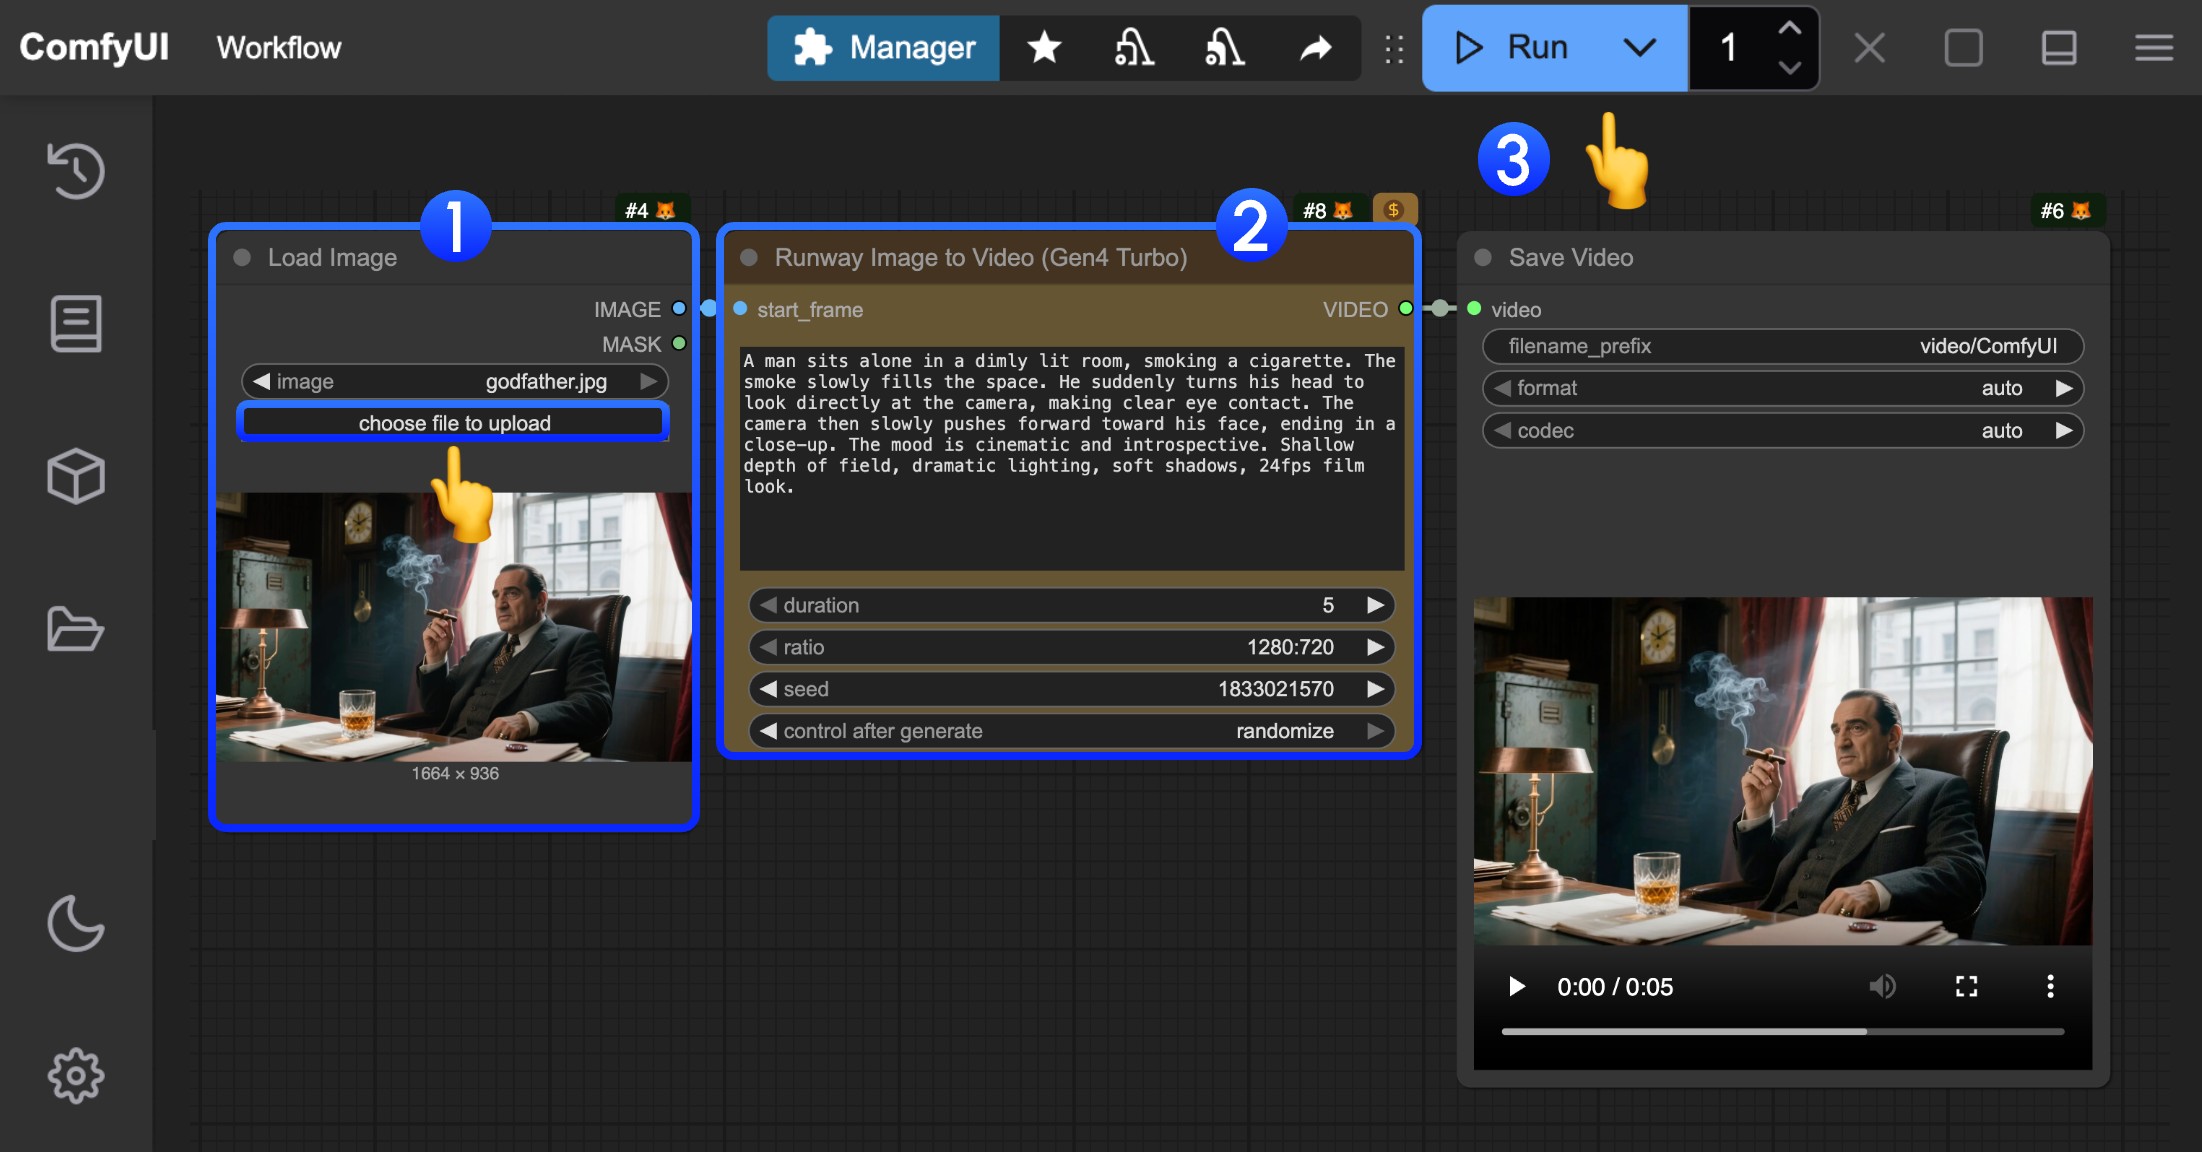 ComfyUI
Workflow
Manager
Run
1
3
1
#4
2
#8
#6
Load Image
IMAGE
MASK
image godfather.jpg
choose file to upload
1664 × 936
Runway Image to Video (Gen4 Turbo)
start_frame VIDEO
A man sits alone in a dimly lit room, smoking a cigarette. The
smoke slowly fills the space. He suddenly turns his head to
look directly at the camera, making clear eye contact. The
camera then slowly pushes forward toward his face, ending in a
close-up. The mood is cinematic and introspective. Shallow
depth of field, dramatic lighting, soft shadows, 24fps film
look.
duration 5
ratio 1280:720
seed 1833021570
control after generate randomize
Save Video
video
filename_prefix video/ComfyUI
format auto
codec auto
0:00 / 0:05